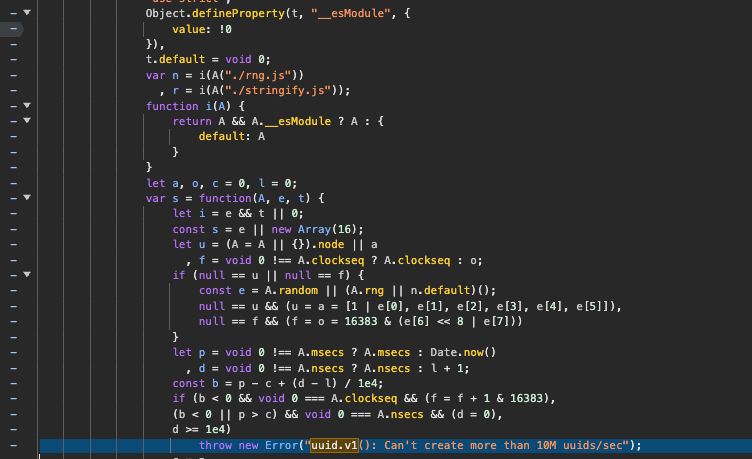 Object.defineProperty(t, "__esModule", {
value: !0
}),
t.default = void 0;
var n = i(A("./rng.js"))
, r = i(A("./stringify.js"));
function i(A) {
return A && A.__esModule ? A : {
default: A
}
}
let a, o, c = 0, l = 0;
var s = function(A, e, t) {
let i = e && t || 0;
const s = e || new Array(16);
let u = (A = A || {}).node || a
, f = void 0 !== A.clockseq ? A.clockseq : o;
if (null == u || null == f) {
const e = A.random || (A.rng || n.default)();
null == u && (u = a = [1 | e[0], e[1], e[2], e[3], e[4], e[5]]),
null == f && (f = o = 16383 & (e[6] << 8 | e[7]))
}
let p = void 0 !== A.msecs ? A.msecs : Date.now()
, d = void 0 !== A.nsecs ? A.nsecs : l + 1;
const b = p - c + (d - l) / 1e4;
if (b < 0 && void 0 === A.clockseq && (f = f + 1 & 16383),
(b < 0 || p > c) && void 0 === A.nsecs && (d = 0),
d >= 1e4)
throw new Error("uuid.v1(): Can't create more than 10M uuids/sec");